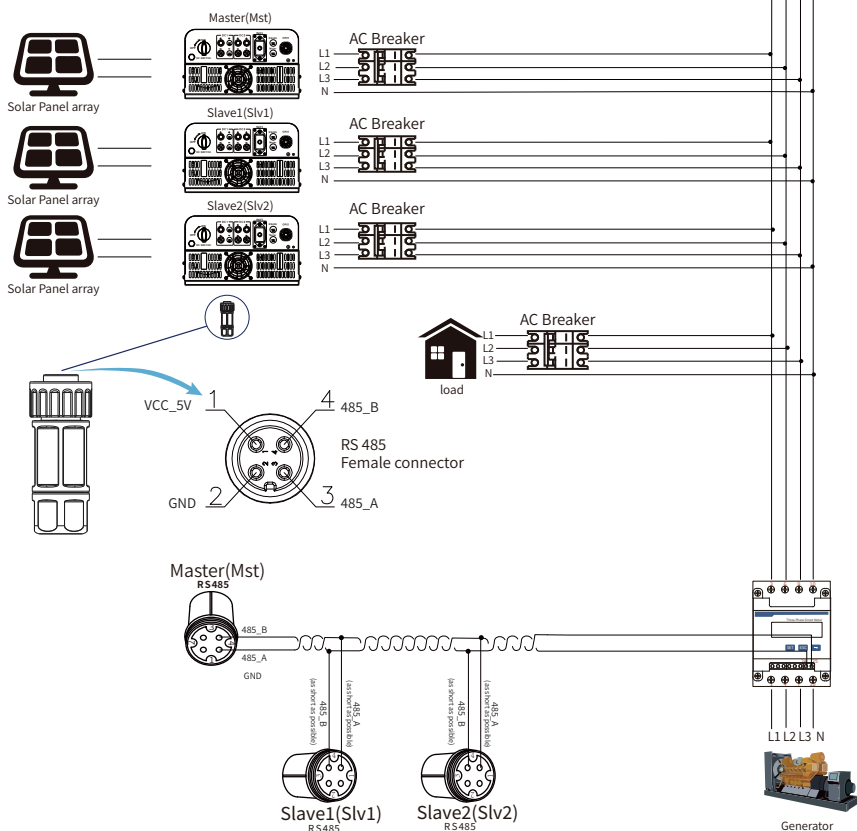 Master(Mst)
AC Breaker
L1
L2
L3
N
Solar Panel array
Slave1(Slv1)
AC Breaker
L1
L2
L3
N
Solar Panel array
Slave2(Slv2)
AC Breaker
L1
L2
L3
N
Solar Panel array
AC Breaker
L1
L2
L3
N
load
VCC_5V 1
4 485_B
RS 485
Female connector
1 4
2 3
GND 2
3 485_A
Master(Mst)
RS485
485_B
485_A
GND
485_B
(as short as possible)
485_A
(as short as possible)
485_B
(as short as possible)
485_A
(as short as possible)
L1 L2 L3 N
Slave1(Slv1)
RS485
Slave2(Slv2)
RS485
Generator